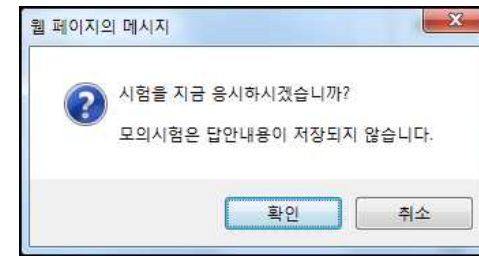 웹 페이지의 메시지
시험을 지금 응시하시겠습니까?
모의시험은 답안내용이 저장되지 않습니다.
확인
취소